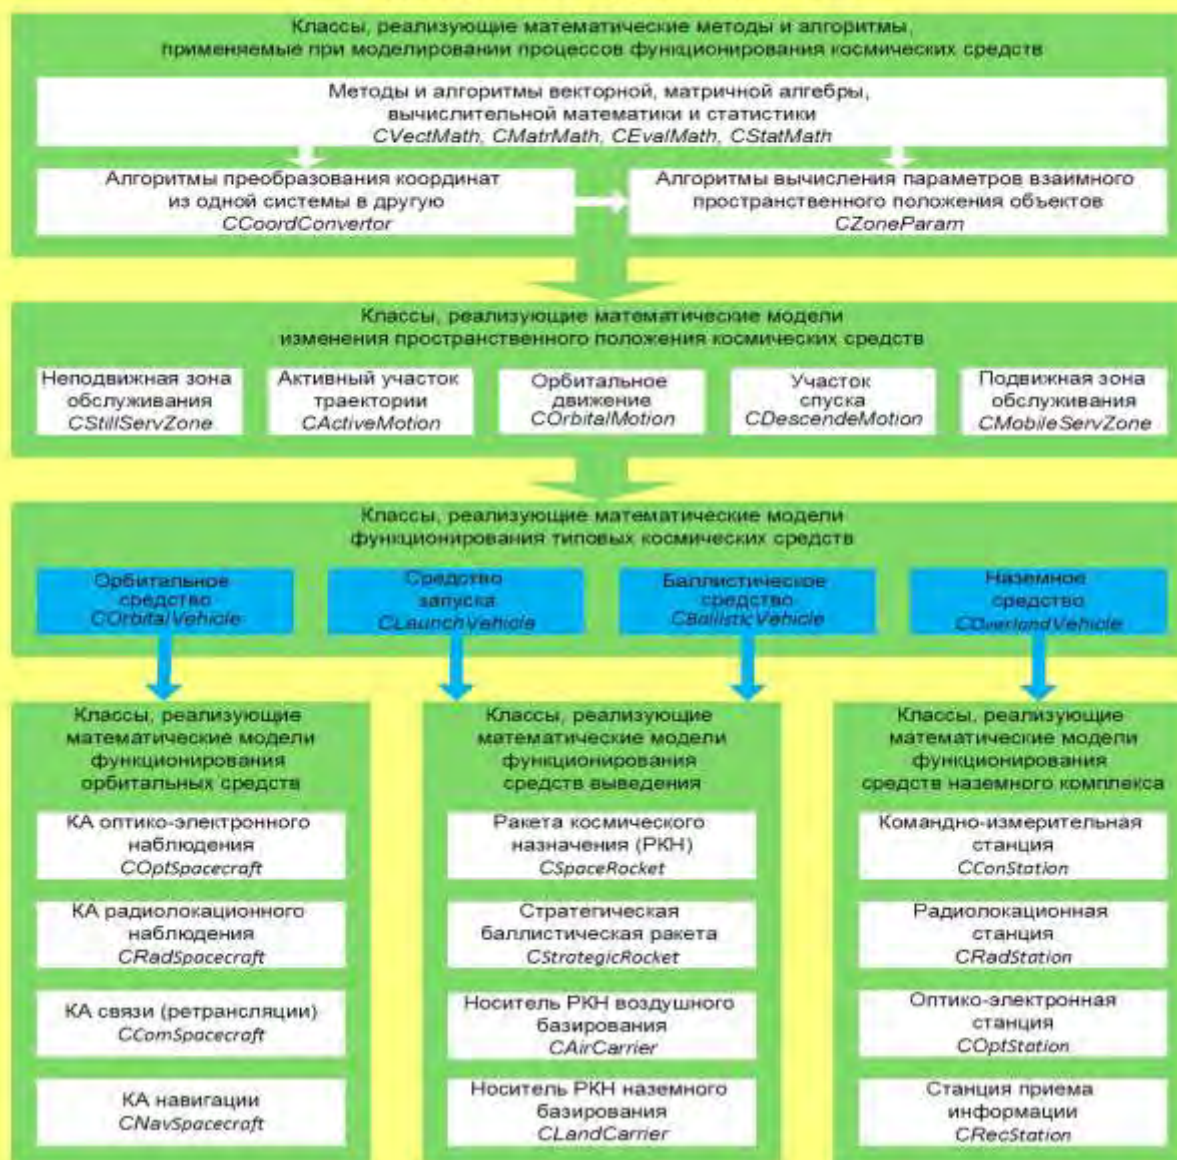 Классы, реализующие математические методы и алгоритмы,
применяемые при моделировании процессов функционирования космических средств
Методы и алгоритмы векторной, матричной алгебры,
вычислительной математики и статистики
CVectMath, CMatrMath, CEvalMath, CStatMath
Алгоритмы преобразования координат
из одной системы в другую
CCoordConvertor
Алгоритмы вычисления параметров взаимного
пространственного положения объектов
CZoneParam
Классы, реализующие математические модели
изменения пространственного положения космических средств
Неподвижная зона
обслуживания
CStillServZone
Активный участок
траектории
CActiveMotion
Орбитальное
движение
COrbitalMotion
Участок
спуска
CDescendeMotion
Подвижная зона
обслуживания
CMobileServZone
Классы, реализующие математические модели
функционирования типовых космических средств
Орбитальное
средство
COrbitalVehicle
Средство
запуска
CLaunchVehicle
Баллистическое
средство
CBallisticVehicle
Наземное
средство
COverlandVehicle
Классы, реализующие
математические модели
функционирования
орбитальных средств
КА оптико-электронного
наблюдения
COptSpacecraft
КА радиолокационного
наблюдения
CRadSpacecraft
КА связи (ретрансляции)
CComSpacecraft
КА навигации
CNavSpacecraft
Классы, реализующие
математические модели
функционирования
средств выведения
Ракета космического
назначения (РКН)
CSpaceRocket
Стратегическая
баллистическая ракета
CStrategicRocket
Носитель РКН воздушного
базирования
CAirCarrier
Носитель РКН наземного
базирования
CLandCarrier
Классы, реализующие
математические модели
функционирования
средств наземного комплекса
Командно-измерительная
станция
CConStation
Радиолокационная
станция
CRadStation
Оптико-электронная
станция
COptStation
Станция приема
информации
CRecStation